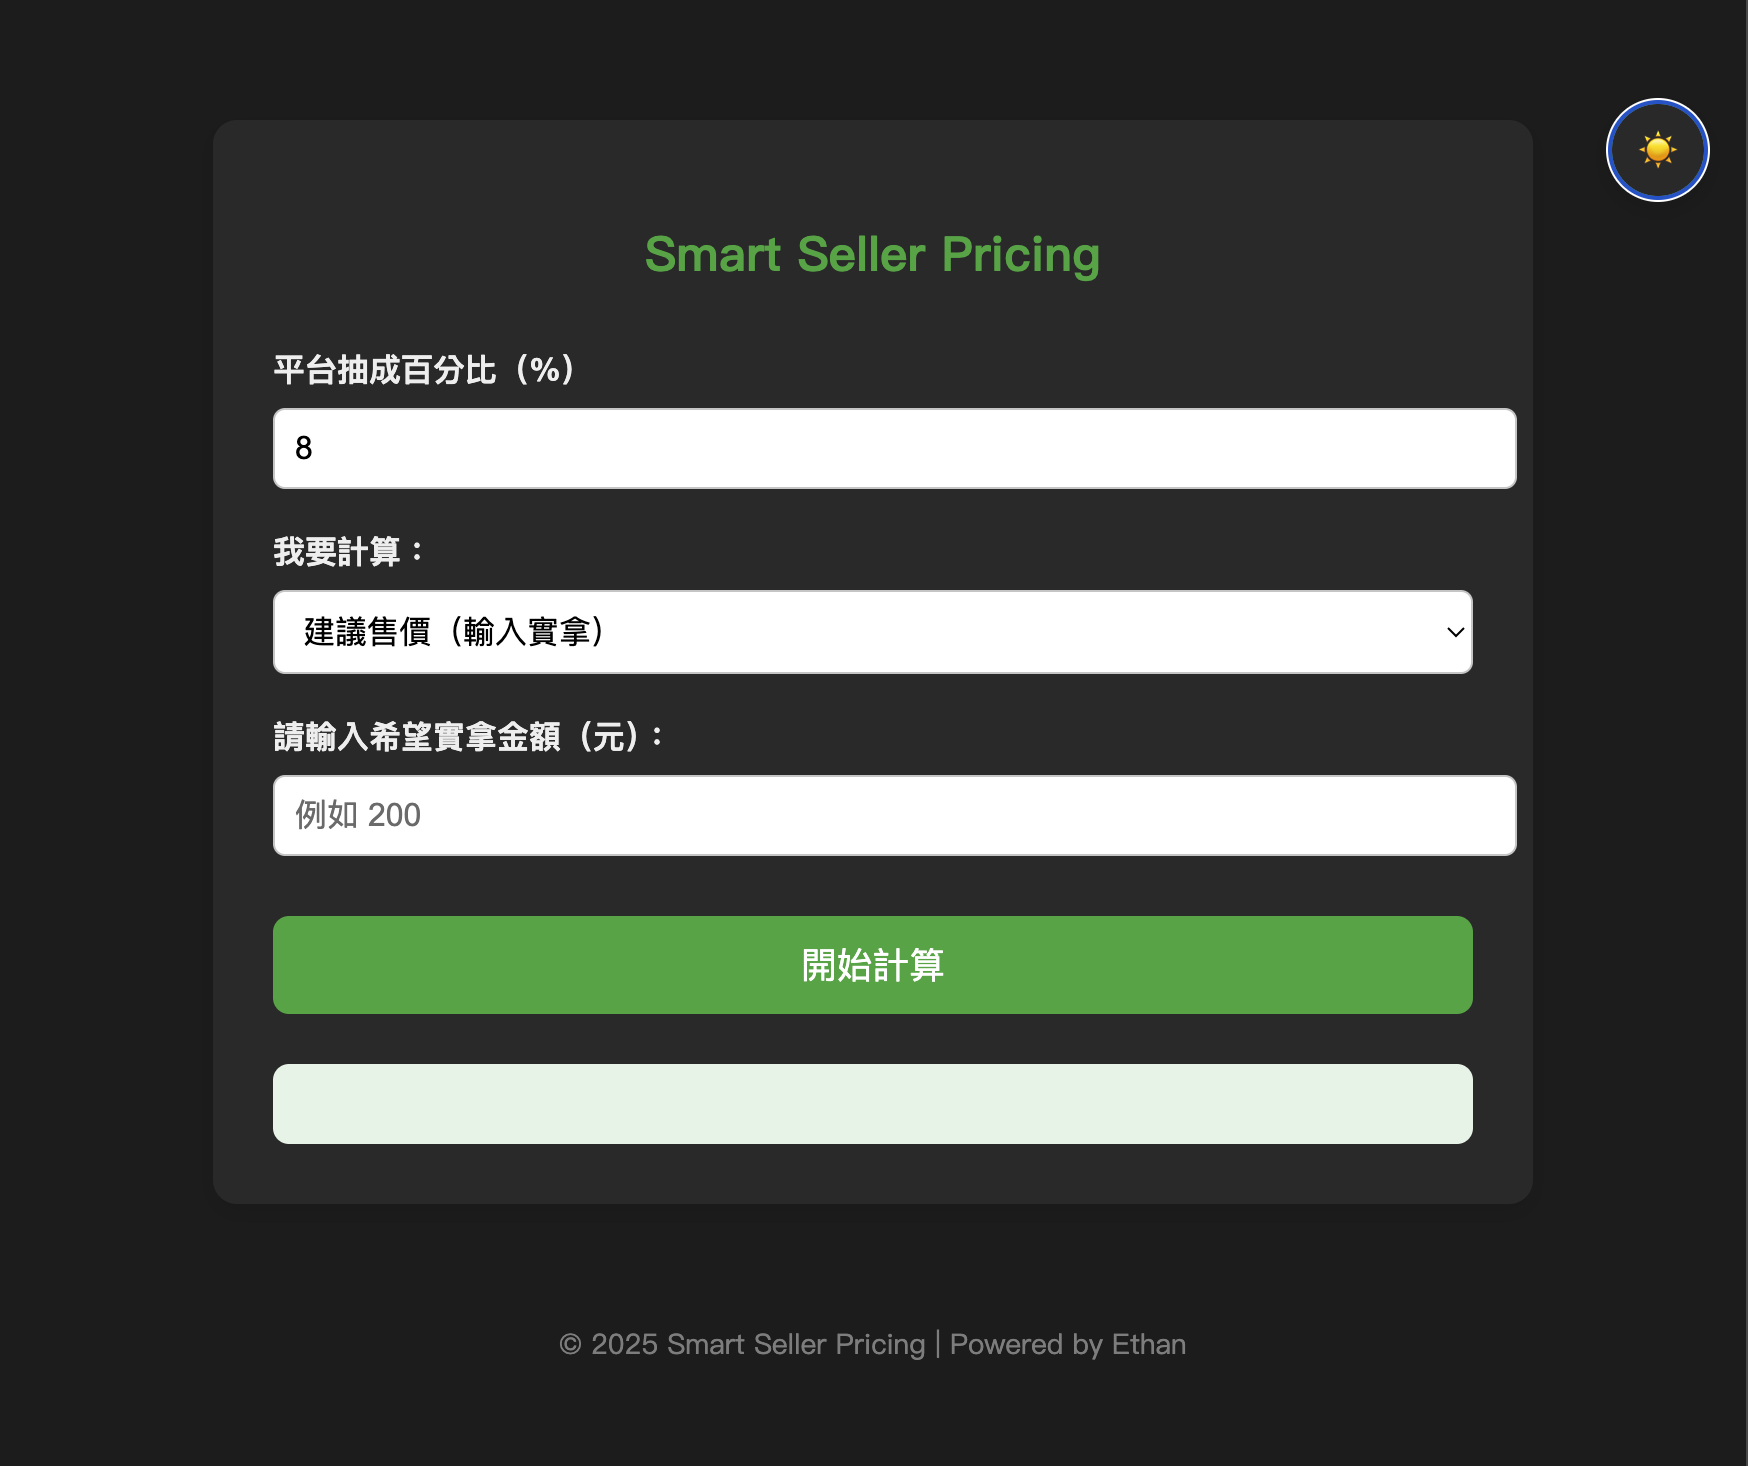 Smart Seller Pricing
平台抽成百分比（%）
8
我要計算：
建議售價（輸入實拿）
請輸入希望實拿金額（元）：
例如 200
開始計算
© 2025 Smart Seller Pricing | Powered by Ethan